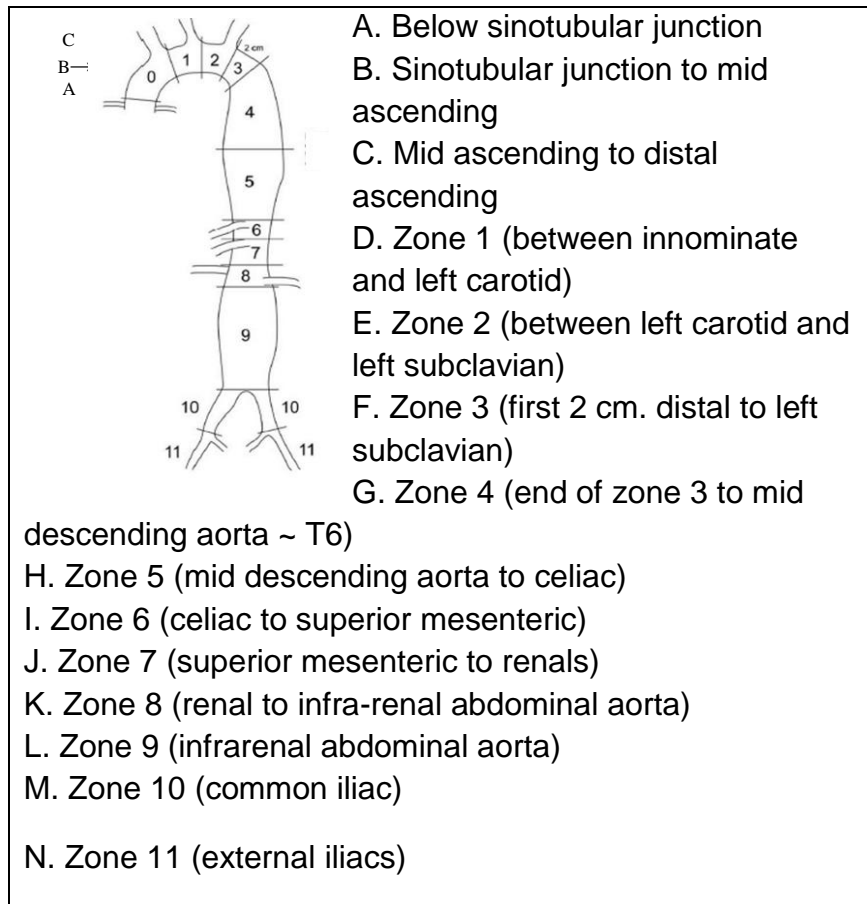 C
B
A
0
1
2
3
2 cm
4
5
6
7
8
9
10
10
11
11
A. Below sinotubular junction
B. Sinotubular junction to mid
ascending
C. Mid ascending to distal
ascending
D. Zone 1 (between innominate
and left carotid)
E. Zone 2 (between left carotid and
left subclavian)
F. Zone 3 (first 2 cm. distal to left
subclavian)
G. Zone 4 (end of zone 3 to mid
descending aorta ~ T6)
H. Zone 5 (mid descending aorta to celiac)
I. Zone 6 (celiac to superior mesenteric)
J. Zone 7 (superior mesenteric to renals)
K. Zone 8 (renal to infra-renal abdominal aorta)
L. Zone 9 (infrarenal abdominal aorta)
M. Zone 10 (common iliac)
N. Zone 11 (external iliacs)